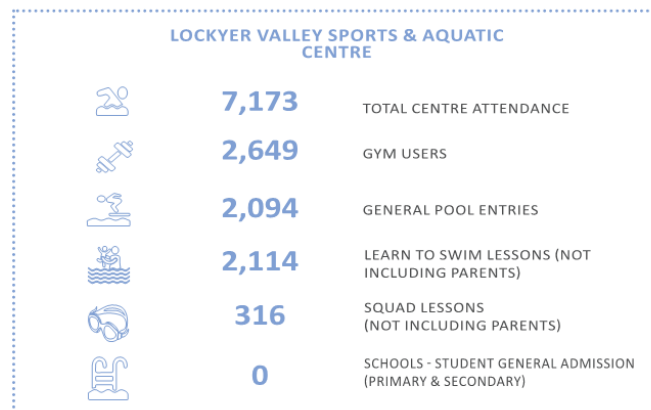 LOCKYER VALLEY SPORTS & AQUATIC
CENTRE
7,173 TOTAL CENTRE ATTENDANCE
2,649 GYM USERS
2,094 GENERAL POOL ENTRIES
2,114 LEARN TO SWIM LESSONS (NOT
INCLUDING PARENTS)
316 SQUAD LESSONS
(NOT INCLUDING PARENTS)
0 SCHOOLS - STUDENT GENERAL ADMISSION
(PRIMARY & SECONDARY)